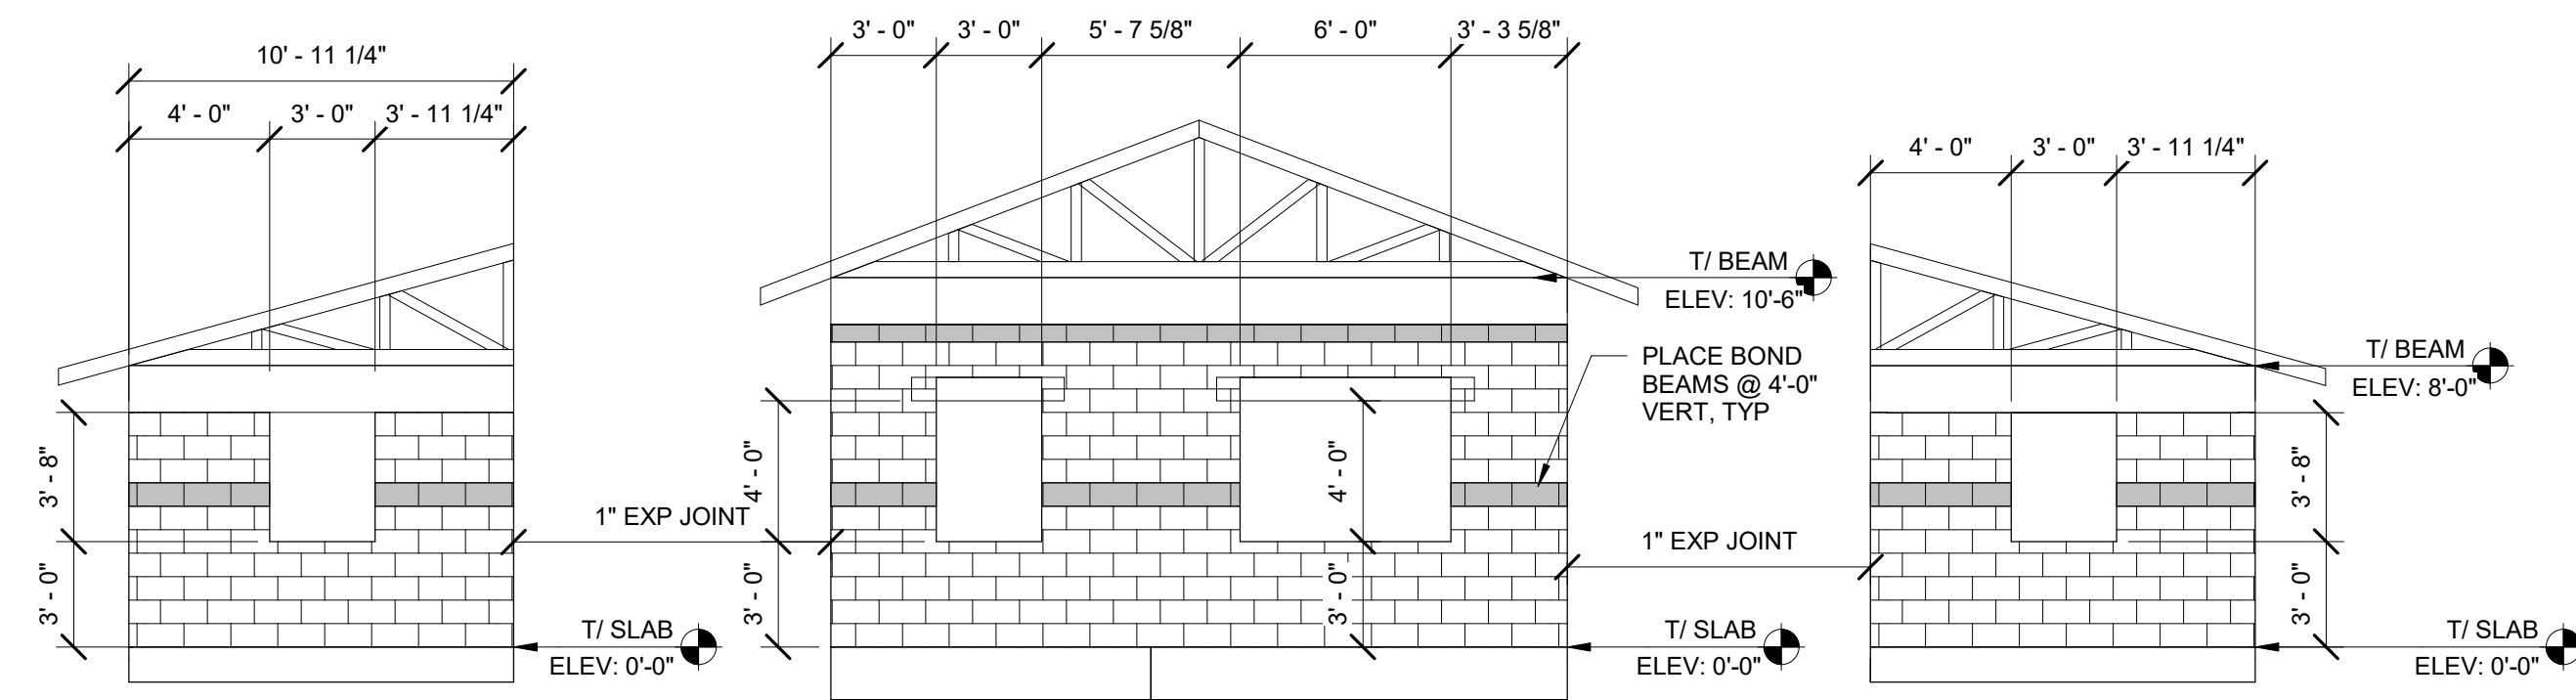 10' - 11 1/4"
4' - 0" 3' - 0" 3' - 11 1/4"
3' - 8"
3' - 0"
T/ SLAB
ELEV: 0'-0"
1" EXP JOINT
3' - 0" 3' - 0" 5' - 7 5/8" 6' - 0" 3' - 3 5/8"
T/ BEAM
ELEV: 10'-6"
PLACE BOND
BEAMS @ 4'-0"
VERT, TYP
4' - 0"
3' - 0"
4' - 0"
3' - 0"
T/ SLAB
ELEV: 0'-0"
1" EXP JOINT
4' - 0" 3' - 0" 3' - 11 1/4"
T/ BEAM
ELEV: 8'-0"
3' - 8"
3' - 0"
T/ SLAB
ELEV: 0'-0"